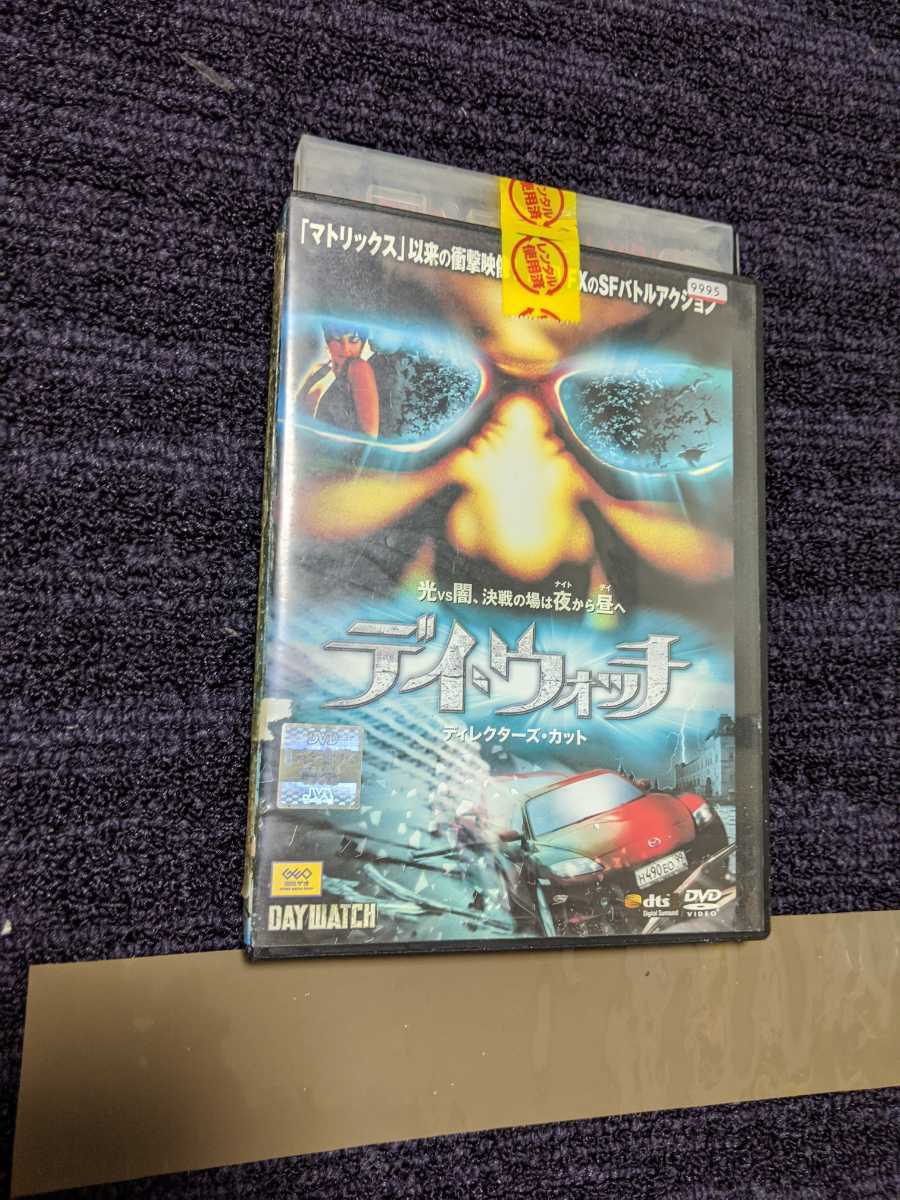 レンタル
使用済
レンタル
使用済
「マトリックス」以来の衝撃映像 FXのSFバトルアクション
9995
光vs闇、決戦の場は夜から昼へ
ナイト デイ
デイ・ウォッチ
ディレクターズ・カット
DVD
JVA
GEO
DAYWATCH
H490EO 99
dts
Digital Surround
DVD
VIDEO